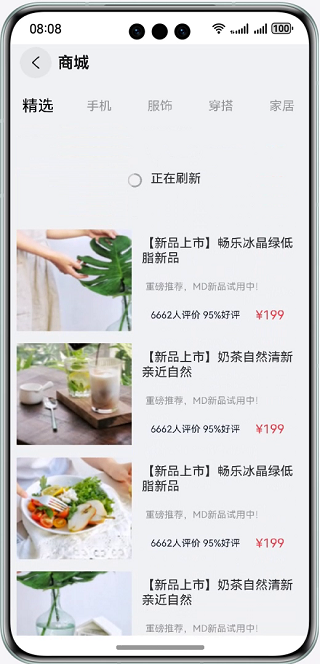 08:08
100
商城
精选 手机 服饰 穿搭 家居
正在刷新
【新品上市】畅乐冰晶绿低
脂新品
重磅推荐，MD新品试用中！
6662人评价 95%好评 ¥199
【新品上市】奶茶自然清新
亲近自然
重磅推荐，MD新品试用中！
6662人评价 95%好评 ¥199
【新品上市】畅乐冰晶绿低
脂新品
重磅推荐，MD新品试用中！
6662人评价 95%好评 ¥199
【新品上市】奶茶自然清新
亲近自然
重磅推荐，MD新品试用中！